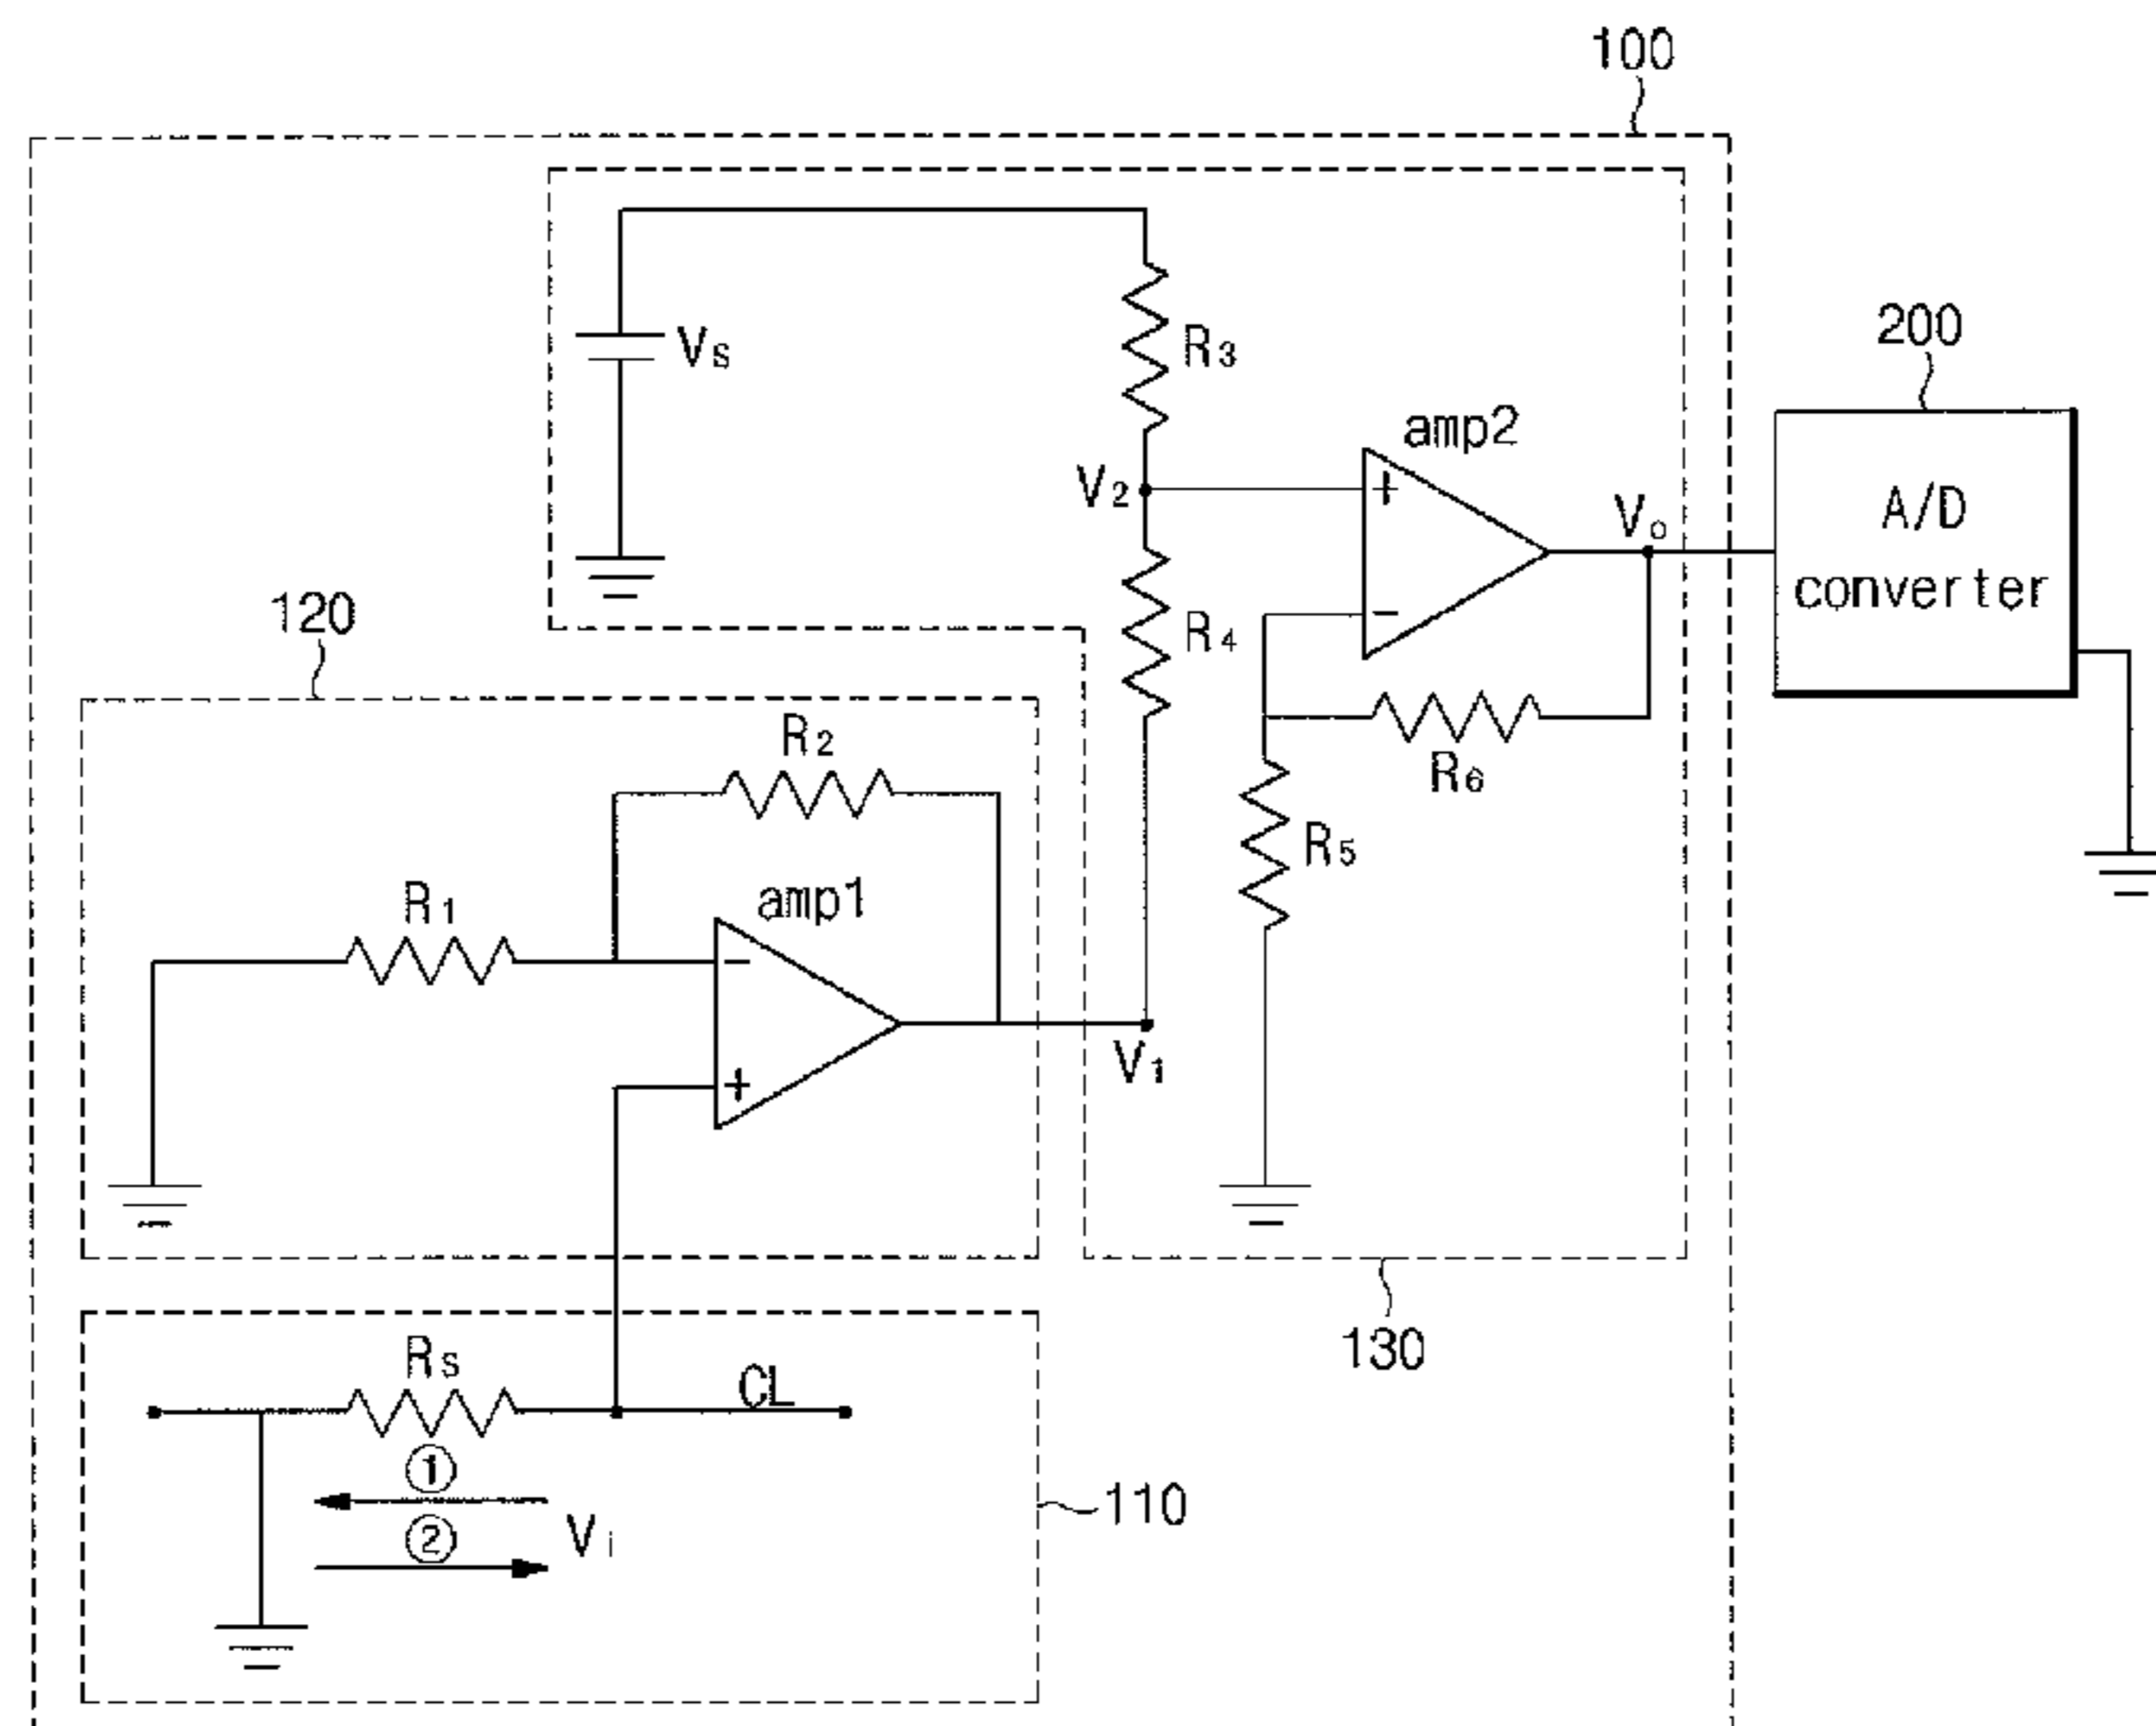 100
Vs
R3
200
amp2
V2
+
Vo
A/D
converter
−
R4
120
R2
R6
R5
R1
amp1
−
+
V1
130
Rs
CL
①
②
Vi
110